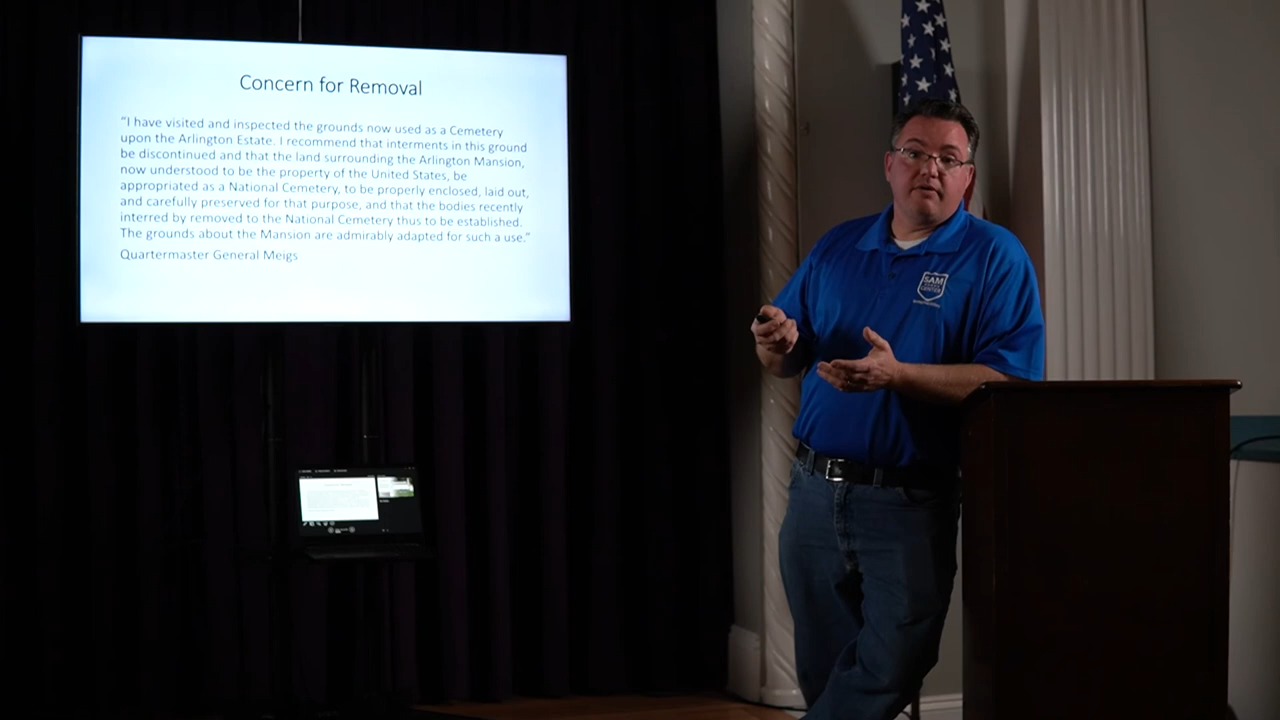 Concern for Removal
“I have visited and inspected the grounds now used as a Cemetery
upon the Arlington Estate. I recommend that interments in this ground
be discontinued and that the land surrounding the Arlington Mansion,
now understood to be the property of the United States, be
appropriated as a National Cemetery, to be properly enclosed, laid out,
and carefully preserved for that purpose, and that the bodies recently
interred by removed to the National Cemetery thus to be established.
The grounds about the Mansion are admirably adapted for such a use.”
Quartermaster General Meigs
SAM
CENTER